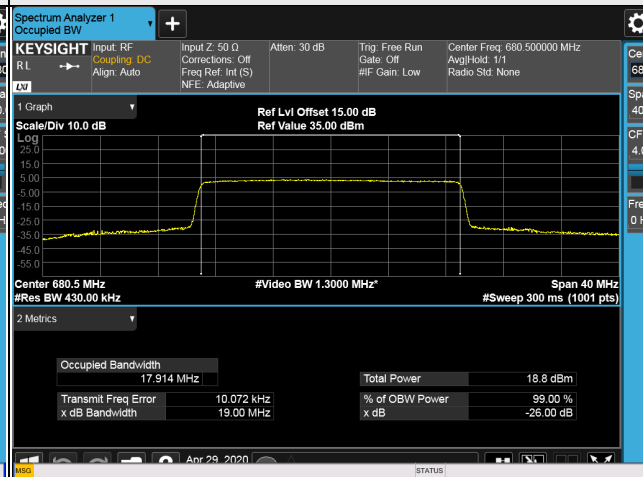 Spectrum Analyzer 1
Occupied BW
KEYSIGHT Input: RF Input Z: 50 Ω Atten: 30 dB Trig: Free Run Center Freq: 680.500000 MHz
RL Coupling: DC Corrections: Off Gate: Off Avg|Hold: 1/1
Align: Auto Freq Ref: Int (S) #IF Gain: Low Radio Std: None
NFE: Adaptive
LXI
1 Graph
Ref Lvl Offset 15.00 dB
Scale/Div 10.0 dB Ref Value 35.00 dBm
Log
25.0
15.0
5.00
-5.00
-15.0
-25.0
-35.0
-45.0
-55.0
Center 680.5 MHz #Video BW 1.3000 MHz* Span 40 MHz
#Res BW 430.00 kHz #Sweep 300 ms (1001 pts)
2 Metrics
Occupied Bandwidth
17.914 MHz Total Power 18.8 dBm
Transmit Freq Error 10.072 kHz % of OBW Power 99.00 %
x dB Bandwidth 19.00 MHz x dB -26.00 dB
Apr 29, 2020
MSG STATUS